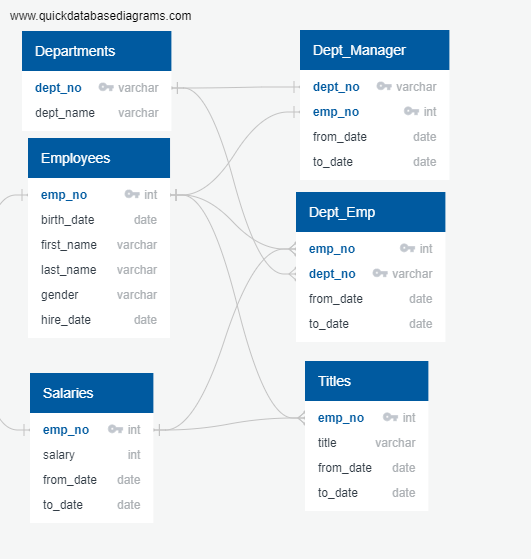 www.quickdatabasediagrams.com
Departments
dept_no varchar
dept_name varchar
Employees
emp_no int
birth_date date
first_name varchar
last_name varchar
gender varchar
hire_date date
Salaries
emp_no int
salary int
from_date date
to_date date
Dept_Manager
dept_no varchar
emp_no int
from_date date
to_date date
Dept_Emp
emp_no int
dept_no varchar
from_date date
to_date date
Titles
emp_no int
title varchar
from_date date
to_date date